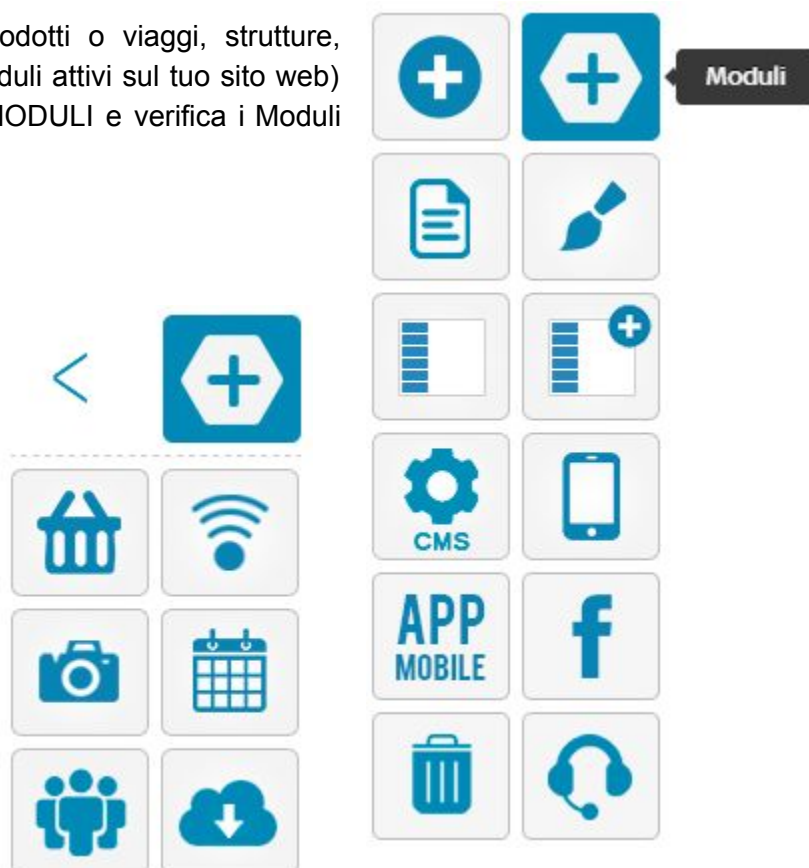 odotti o viaggi, strutture,
duli attivi sul tuo sito web)
MODULI e verifica i Moduli
Moduli
CMS
APP
MOBILE